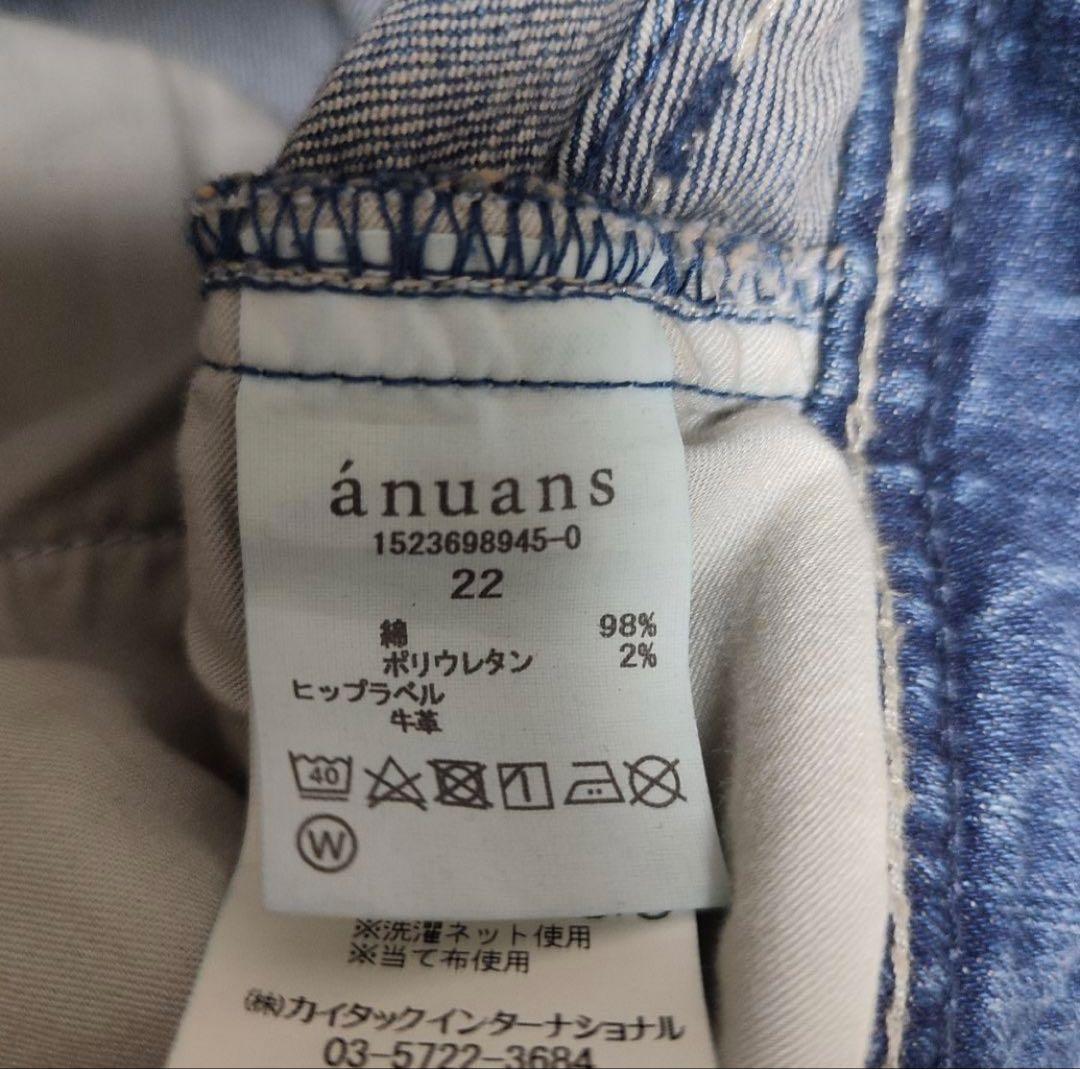 ánuans
1523698945-0
22
綿 98%
ポリウレタン 2%
ヒップラベル
牛革
40
W
※洗濯ネット使用
※当て布使用
(株)カイタックインターナショナル
03-5722-3684